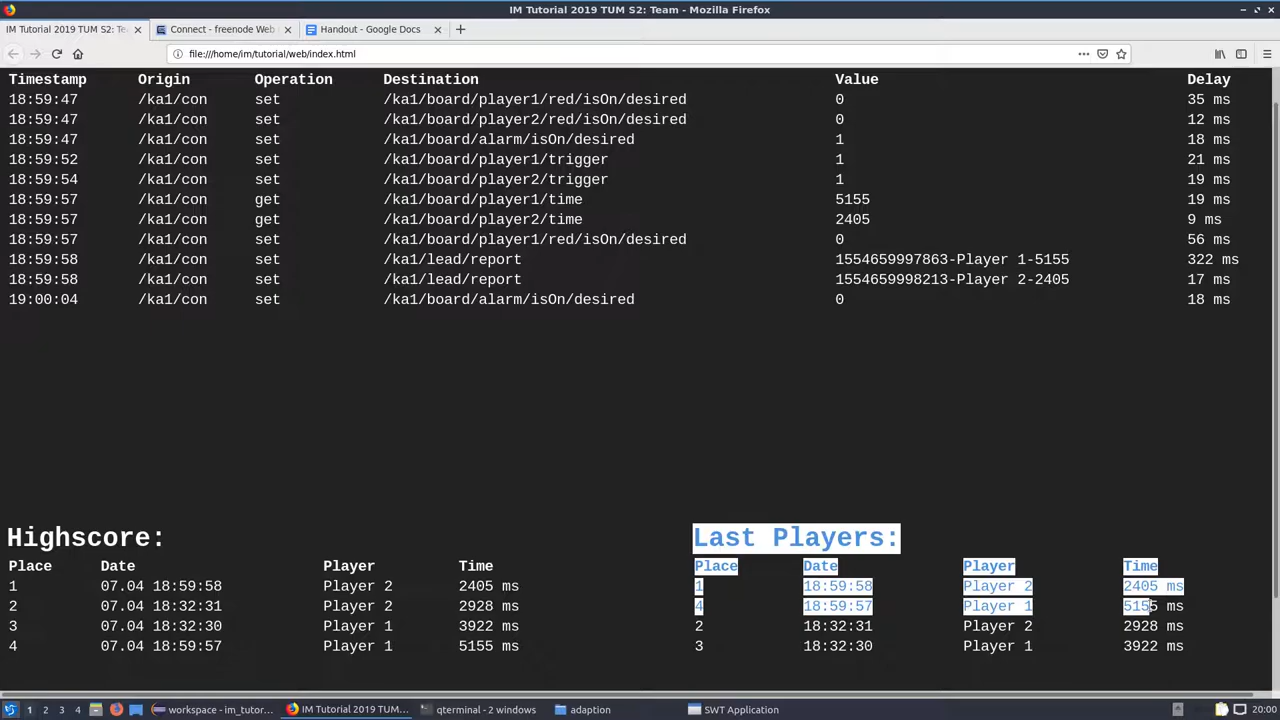 IM Tutorial 2019 TUM S2: Team - Mozilla Firefox
IM Tutorial 2019 TUM S2: Te Connect - freenode Web Handout - Google Docs
file:///home/im/tutorial/web/index.html
Timestamp Origin Operation Destination Value Delay
18:59:47 /ka1/con set /ka1/board/player1/red/isOn/desired 0 35 ms
18:59:47 /ka1/con set /ka1/board/player2/red/isOn/desired 0 12 ms
18:59:47 /ka1/con set /ka1/board/alarm/isOn/desired 1 18 ms
18:59:52 /ka1/con set /ka1/board/player1/trigger 1 21 ms
18:59:54 /ka1/con set /ka1/board/player2/trigger 1 19 ms
18:59:57 /ka1/con get /ka1/board/player1/time 5155 19 ms
18:59:57 /ka1/con get /ka1/board/player2/time 2405 9 ms
18:59:57 /ka1/con set /ka1/board/player1/red/isOn/desired 0 56 ms
18:59:58 /ka1/con set /ka1/lead/report 1554659997863-Player 1-5155 322 ms
18:59:58 /ka1/con set /ka1/lead/report 1554659998213-Player 2-2405 17 ms
19:00:04 /ka1/con set /ka1/board/alarm/isOn/desired 0 18 ms
Highscore: Last Players:
Place Date Player Time Place Date Player Time
1 07.04 18:59:58 Player 2 2405 ms 1 18:59:58 Player 2 2405 ms
2 07.04 18:32:31 Player 2 2928 ms 4 18:59:57 Player 1 5155 ms
3 07.04 18:32:30 Player 1 3922 ms 2 18:32:31 Player 2 2928 ms
4 07.04 18:59:57 Player 1 5155 ms 3 18:32:30 Player 1 3922 ms
1 2 3 4 workspace - im_tutor... IM Tutorial 2019 TUM... qterminal - 2 windows adaption SWT Application 20:00